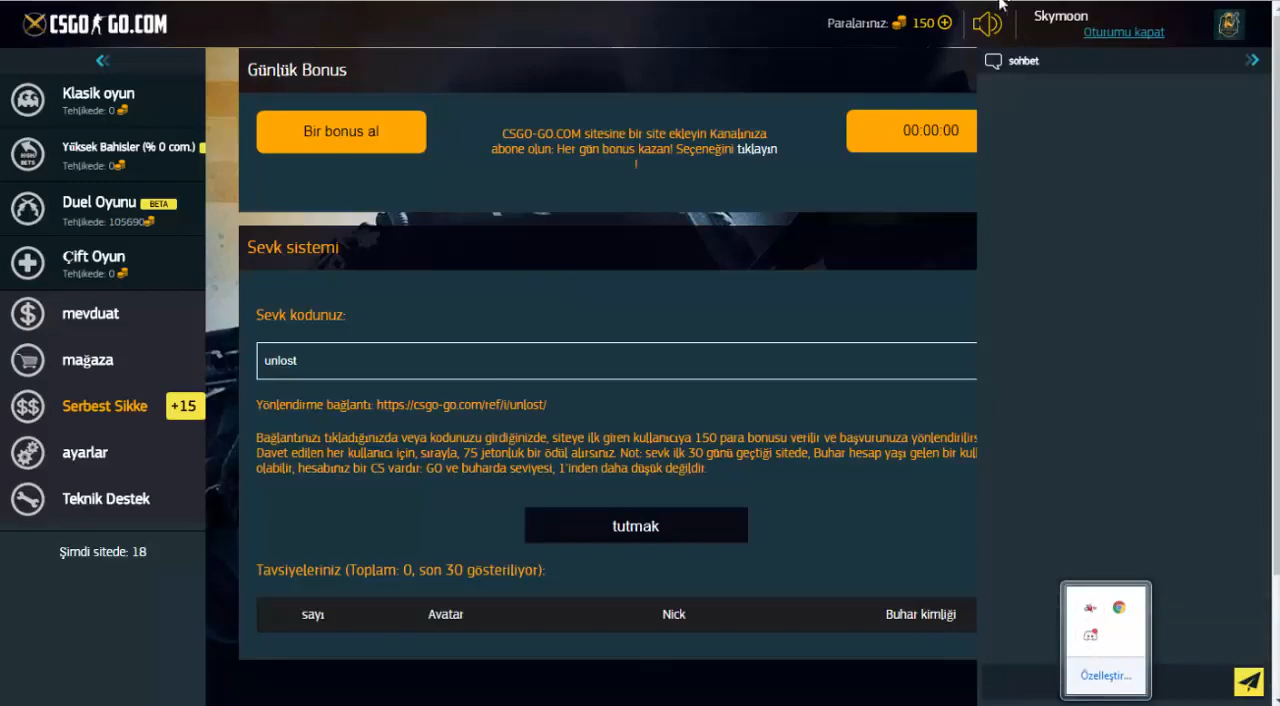 CSGO GO.COM
Paralarınız: 150
Skymoon
Oturumu kapat
sohbet
Klasik oyun
Tehlikede: 0
Yüksek Bahisler (% 0 com.)
Tehlikede: 0
Duel Oyunu BETA
Tehlikede: 105690
Çift Oyun
Tehlikede: 0
mevduat
mağaza
Serbest Sikke +15
ayarlar
Teknik Destek
Şimdi sitede: 18
Günlük Bonus
Bir bonus al
CSGO-GO.COM sitesine bir site ekleyin Kanalınıza
abone olun: Her gün bonus kazan! Seçeneğini tıklayın
!
00:00:00
Sevk sistemi
Sevk kodunuz:
unlost
Yönlendirme bağlantı: https://csgo-go.com/ref/i/unlost/
Bağlantınızı tıkladığınızda veya kodunuzu girdiğinizde, siteye ilk giren kullanıcıya 150 para bonusu verilir ve başvurunuza yönlendirilirs
Davet edilen her kullanıcı için, sırayla, 75 jetonluk bir ödül alırsınız. Not: sevk ilk 30 günü geçtiği sitede, Buhar hesap yaşı gelen bir kull
olabilir, hesabınız bir CS vardır: GO ve buharda seviyesi, 1'inden daha düşük değildir.
tutmak
Tavsiyeleriniz (Toplam: 0, son 30 gösteriliyor):
sayı Avatar Nick Buhar kimliği
Özelleştir...